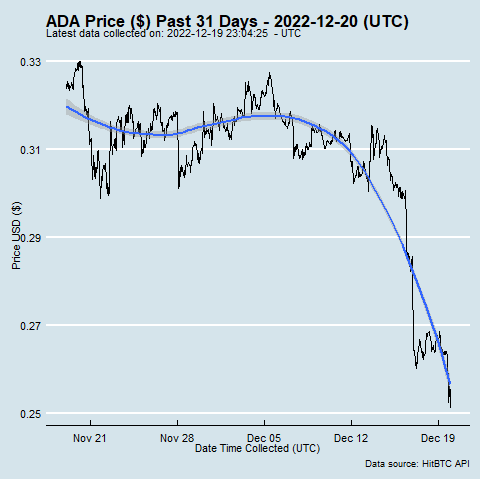 ADA Price ($) Past 31 Days - 2022-12-20 (UTC)
Latest data collected on: 2022-12-19 23:04:25 - UTC
0.33
0.31
0.29
0.27
0.25
Price USD ($)
Nov 21
Nov 28
Dec 05
Dec 12
Dec 19
Date Time Collected (UTC)
Data source: HitBTC API